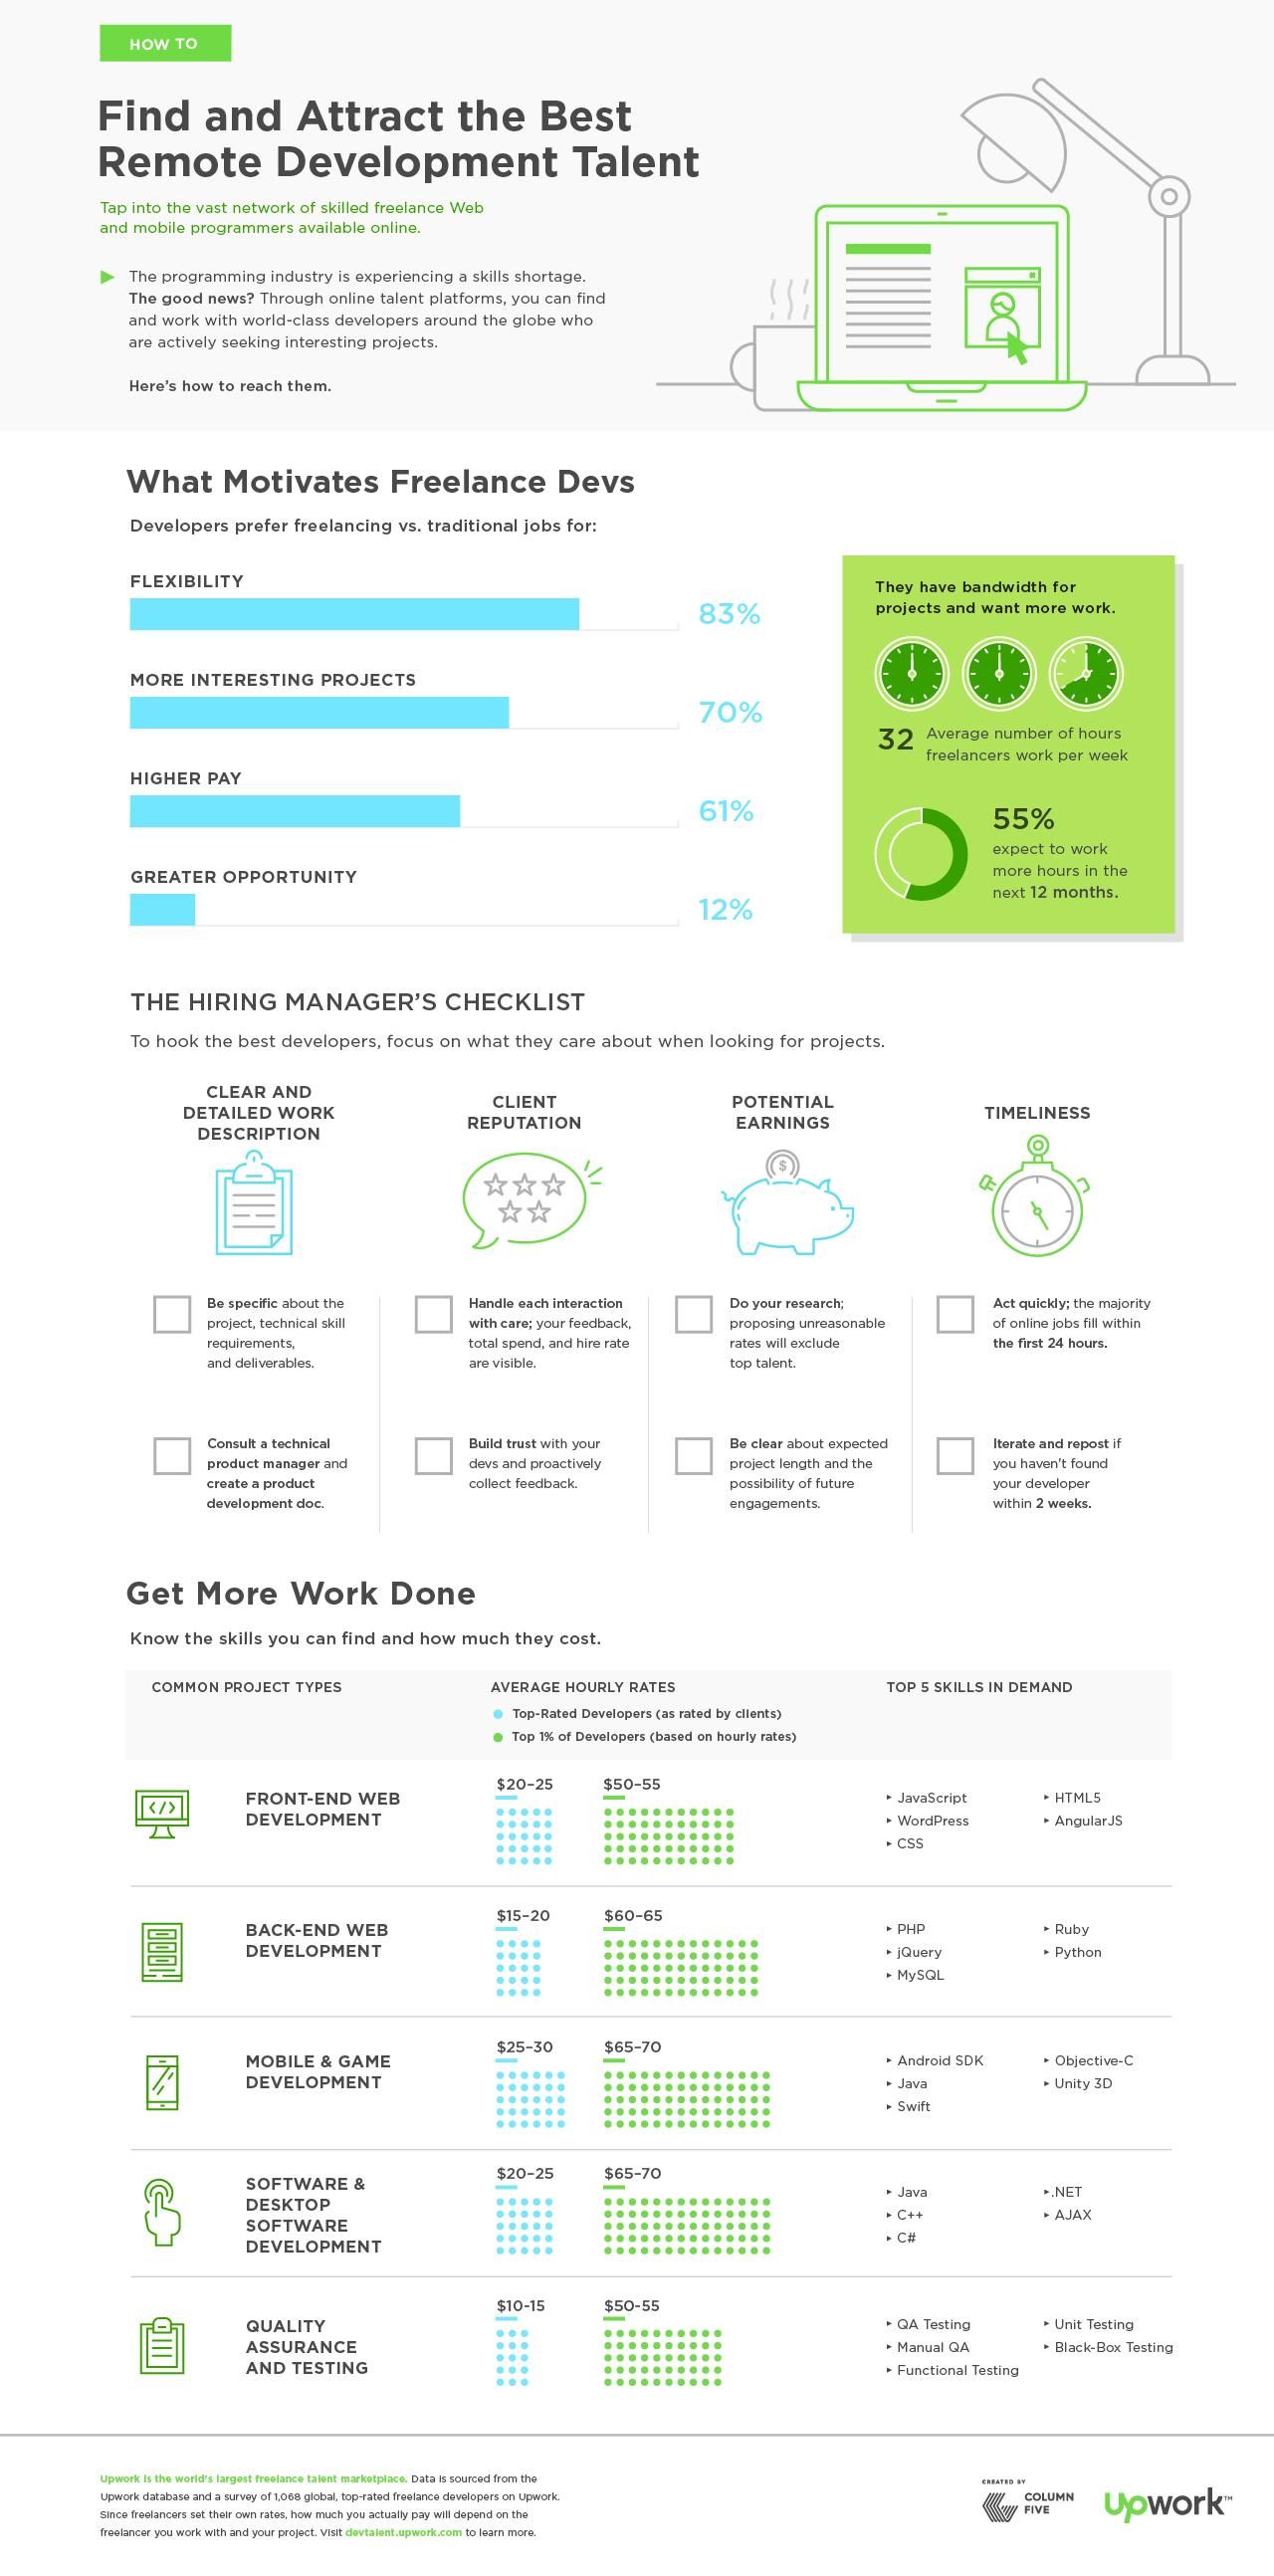 HOW TO
Find and Attract the Best
Remote Development Talent
Tap into the vast network of skilled freelance Web
and mobile programmers available online.
The programming industry is experiencing a skills shortage.
The good news? Through online talent platforms, you can find
and work with world-class developers around the globe who
are actively seeking interesting projects.
Here's how to reach them.
What Motivates Freelance Devs
Developers prefer freelancing vs. traditional jobs for:
FLEXIBILITY
83%
MORE INTERESTING PROJECTS
70%
HIGHER PAY
61%
GREATER OPPORTUNITY
12%
They have bandwidth for
projects and want more work.
32
Average number of hours
freelancers work per week
55%
expect to work
more hours in the
next 12 months.
THE HIRING MANAGER'S CHECKLIST
To hook the best developers, focus on what they care about when looking for projects.
CLEAR AND
DETAILED WORK
DESCRIPTION
Be specific about the
project, technical skill
requirements,
and deliverables.
Consult a technical
product manager and
create a product
development doc.
CLIENT
REPUTATION
Handle each interaction
with care; your feedback,
total spend, and hire rate
are visible.
Build trust with your
devs and proactively
collect feedback.
POTENTIAL
EARNINGS
$
Do your research;
proposing unreasonable
rates will exclude
top talent.
Be clear about expected
project length and the
possibility of future
engagements.
TIMELINESS
Act quickly; the majority
of online jobs fill within
the first 24 hours.
Iterate and repost if
you haven't found
your developer
within 2 weeks.
Get More Work Done
Know the skills you can find and how much they cost.
COMMON PROJECT TYPES
AVERAGE HOURLY RATES
Top-Rated Developers (as rated by clients)
Top 1% of Developers (based on hourly rates)
TOP 5 SKILLS IN DEMAND
</>
FRONT-END WEB
DEVELOPMENT
$20–25
$50–55
JavaScript
WordPress
CSS
HTML5
AngularJS
BACK-END WEB
DEVELOPMENT
$15–20
$60–65
PHP
jQuery
MySQL
Ruby
Python
MOBILE & GAME
DEVELOPMENT
$25–30
$65–70
Android SDK
Java
Swift
Objective-C
Unity 3D
SOFTWARE &
DESKTOP
SOFTWARE
DEVELOPMENT
$20–25
$65–70
Java
C++
C#
.NET
AJAX
QUALITY
ASSURANCE
AND TESTING
$10-15
$50-55
QA Testing
Manual QA
Functional Testing
Unit Testing
Black-Box Testing
Upwork is the world's largest freelance talent marketplace. Data is sourced from the
Upwork database and a survey of 1,068 global, top-rated freelance developers on Upwork.
Since freelancers set their own rates, how much you actually pay will depend on the
freelancer you work with and your project. Visit devtalent.upwork.com to learn more.
CREATED BY
COLUMN
FIVE
Upwork™